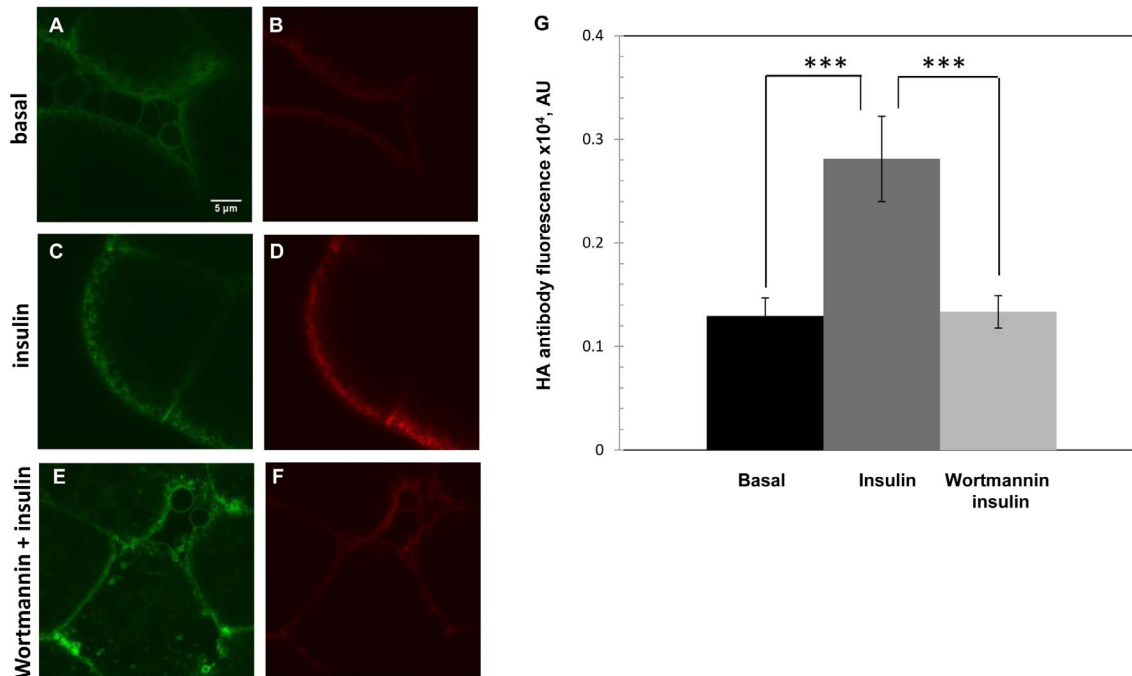 A
B
basal
5 µm
C
D
insulin
E
F
Wortmannin + insulin
G
HA antibody fluorescence x10⁴, AU
0.4
0.3
0.2
0.1
0
***
***
Basal
Insulin
Wortmannin
insulin